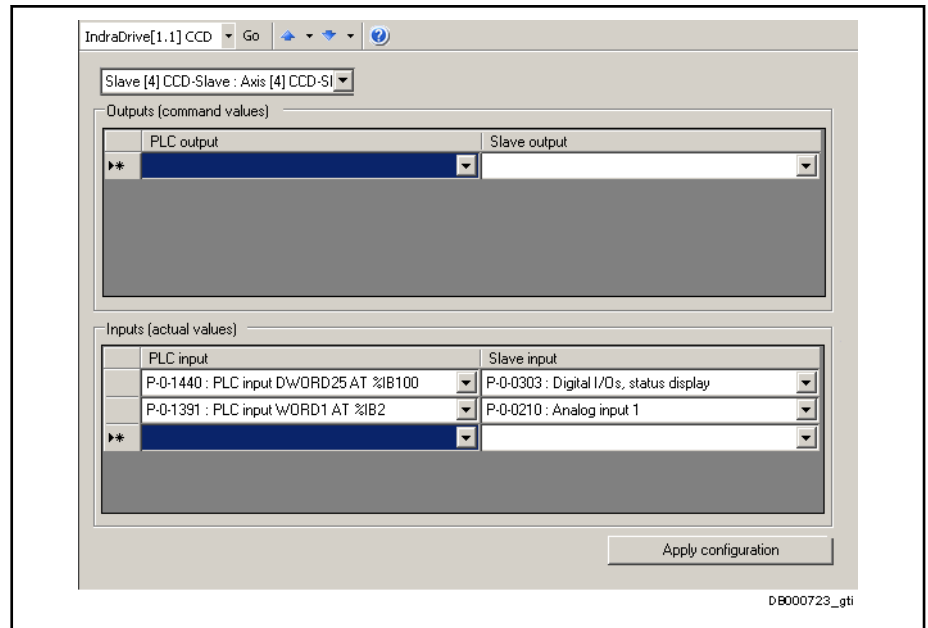 IndraDrive[1.1] CCD Go
Slave [4] CCD-Slave : Axis [4] CCD-Sl
Outputs (command values)
PLC output Slave output
Inputs (actual values)
PLC input Slave input
P-0-1440 : PLC input DWORD25 AT %IB100 P-0-0303 : Digital I/Os, status display
P-0-1391 : PLC input WORD1 AT %IB2 P-0-0210 : Analog input 1
Apply configuration
DB000723_gti